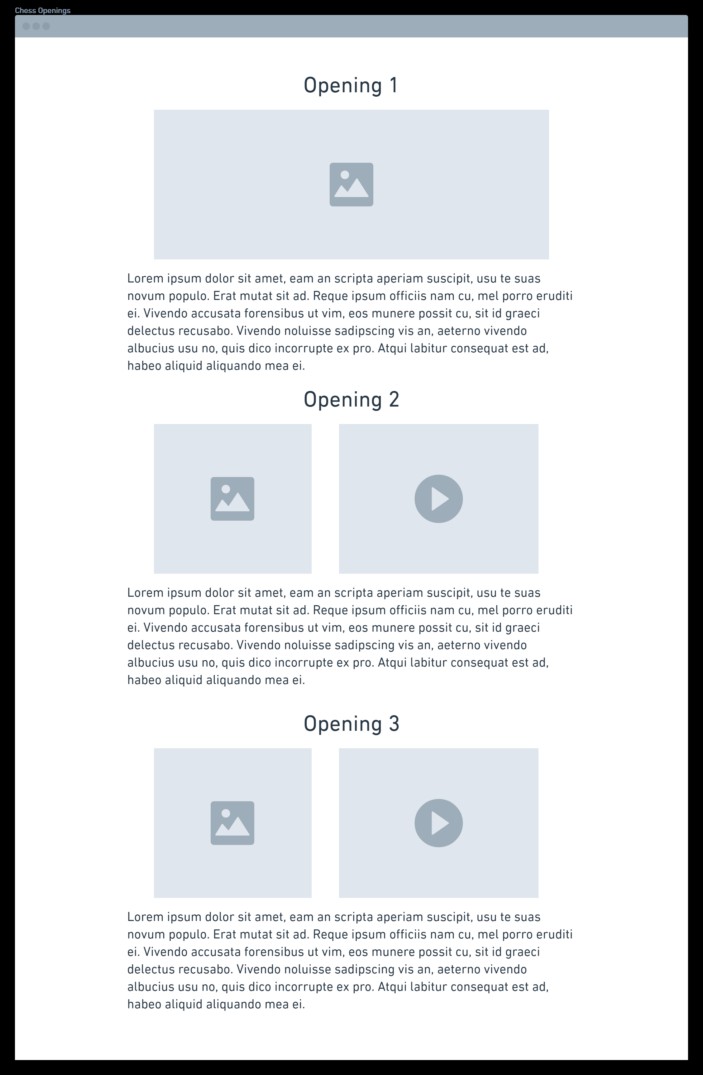 Chess Openings
Opening 1
Lorem ipsum dolor sit amet, eam an scripta aperiam suscipit, usu te suas
novum populo. Erat mutat sit ad. Reque ipsum officiis nam cu, mel porro eruditi
ei. Vivendo accusata forensibus ut vim, eos munere possit cu, sit id graeci
delectus recusabo. Vivendo noluisse sadipscing vis an, aeterno vivendo
albucius usu no, quis dico incorrupte ex pro. Atqui labitur consequat est ad,
habeo aliquid aliquando mea ei.
Opening 2
Lorem ipsum dolor sit amet, eam an scripta aperiam suscipit, usu te suas
novum populo. Erat mutat sit ad. Reque ipsum officiis nam cu, mel porro eruditi
ei. Vivendo accusata forensibus ut vim, eos munere possit cu, sit id graeci
delectus recusabo. Vivendo noluisse sadipscing vis an, aeterno vivendo
albucius usu no, quis dico incorrupte ex pro. Atqui labitur consequat est ad,
habeo aliquid aliquando mea ei.
Opening 3
Lorem ipsum dolor sit amet, eam an scripta aperiam suscipit, usu te suas
novum populo. Erat mutat sit ad. Reque ipsum officiis nam cu, mel porro eruditi
ei. Vivendo accusata forensibus ut vim, eos munere possit cu, sit id graeci
delectus recusabo. Vivendo noluisse sadipscing vis an, aeterno vivendo
albucius usu no, quis dico incorrupte ex pro. Atqui labitur consequat est ad,
habeo aliquid aliquando mea ei.